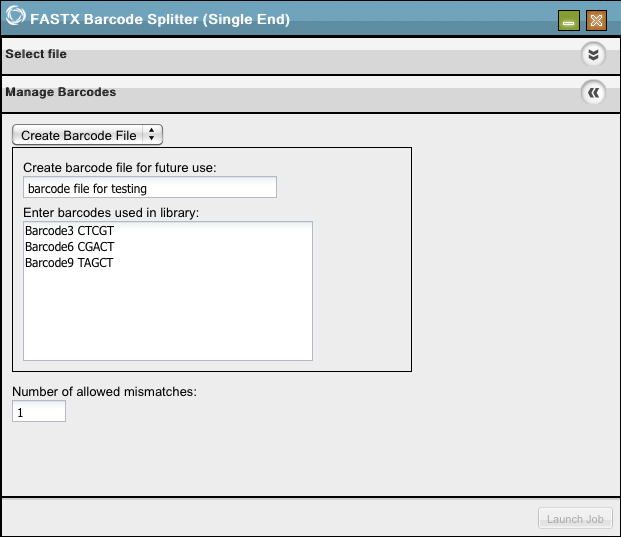 FASTX Barcode Splitter (Single End)
Select file
Manage Barcodes
Create Barcode File
Create barcode file for future use:
barcode file for testing
Enter barcodes used in library:
Barcode3 CTCGT
Barcode6 CGACT
Barcode9 TAGCT
Number of allowed mismatches:
1
Launch Job